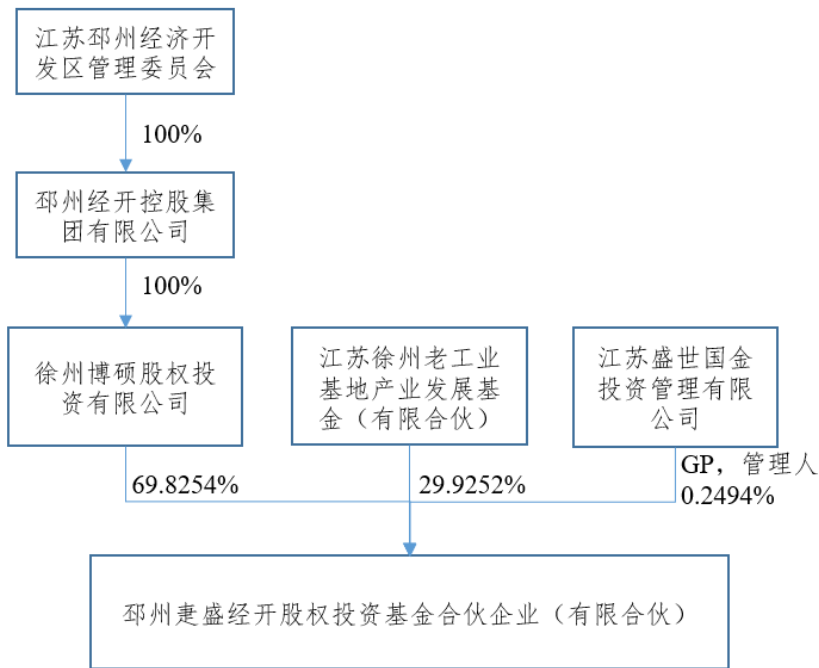 江苏邳州经济开
发区管理委员会
100%
邳州经开控股集
团有限公司
100%
徐州博硕股权投
资有限公司
江苏徐州老工业
基地产业发展基
金（有限合伙）
江苏盛世国金
投资管理有限
公司
69.8254%
29.9252%
GP，管理人
0.2494%
邳州疌盛经开股权投资基金合伙企业（有限合伙）